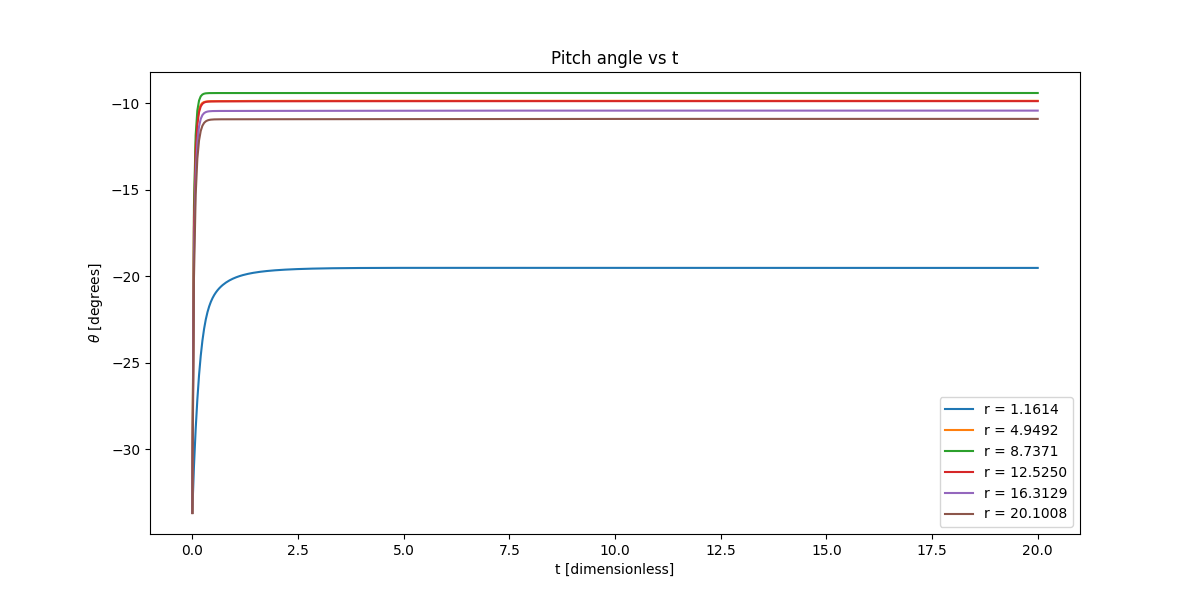 Pitch angle vs t
θ [degrees]
−10
−15
−20
−25
−30
0.0
2.5
5.0
7.5
10.0
12.5
15.0
17.5
20.0
t [dimensionless]
r = 1.1614
r = 4.9492
r = 8.7371
r = 12.5250
r = 16.3129
r = 20.1008